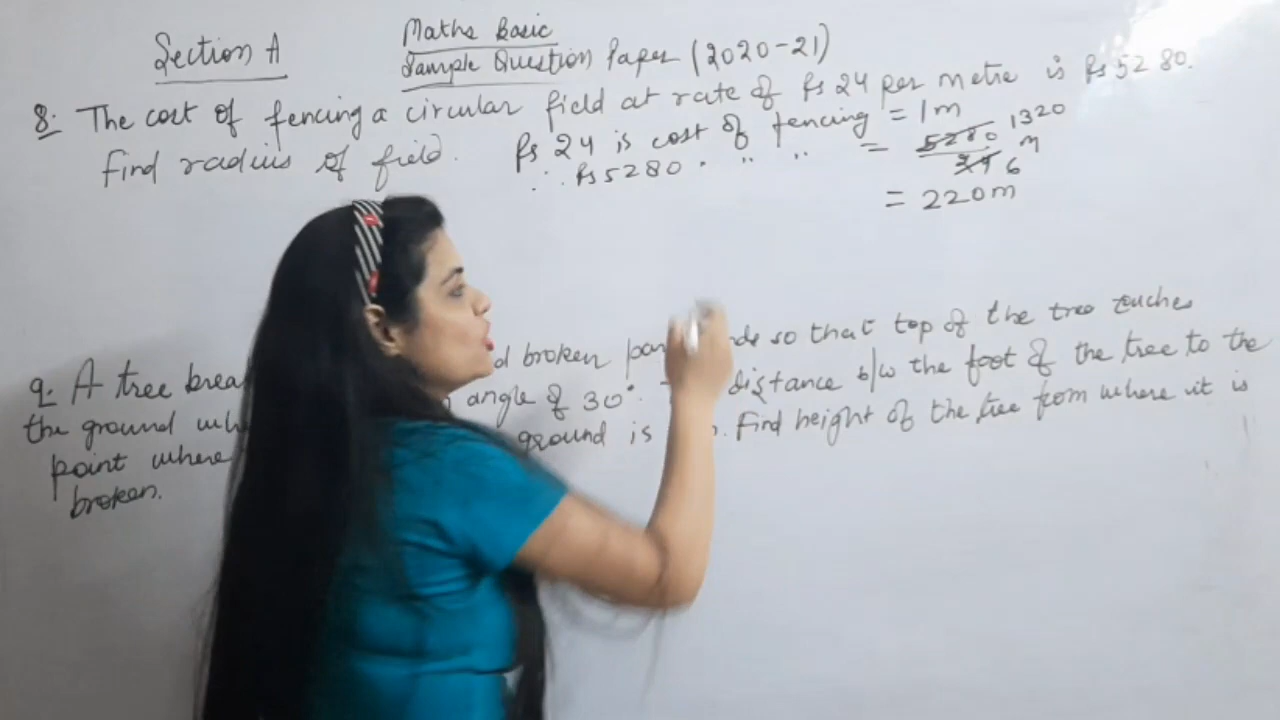 Section A
Maths Basic
Sample Question Paper (2020-21)
8. The cost of fencing a circular field at rate of Rs 24 per metre is Rs 5280.
Find radius of field.
Rs 24 is cost of fencing = 1m
∴ Rs 5280 " " " = 5280/24 m
1320
6
= 220m
9. A tree brea d broken par nds so that top of the tree touches
the ground wh angle of 30°. distance b/w the foot of the tree to the
point where ground is . Find height of the tree from where it is
broken.